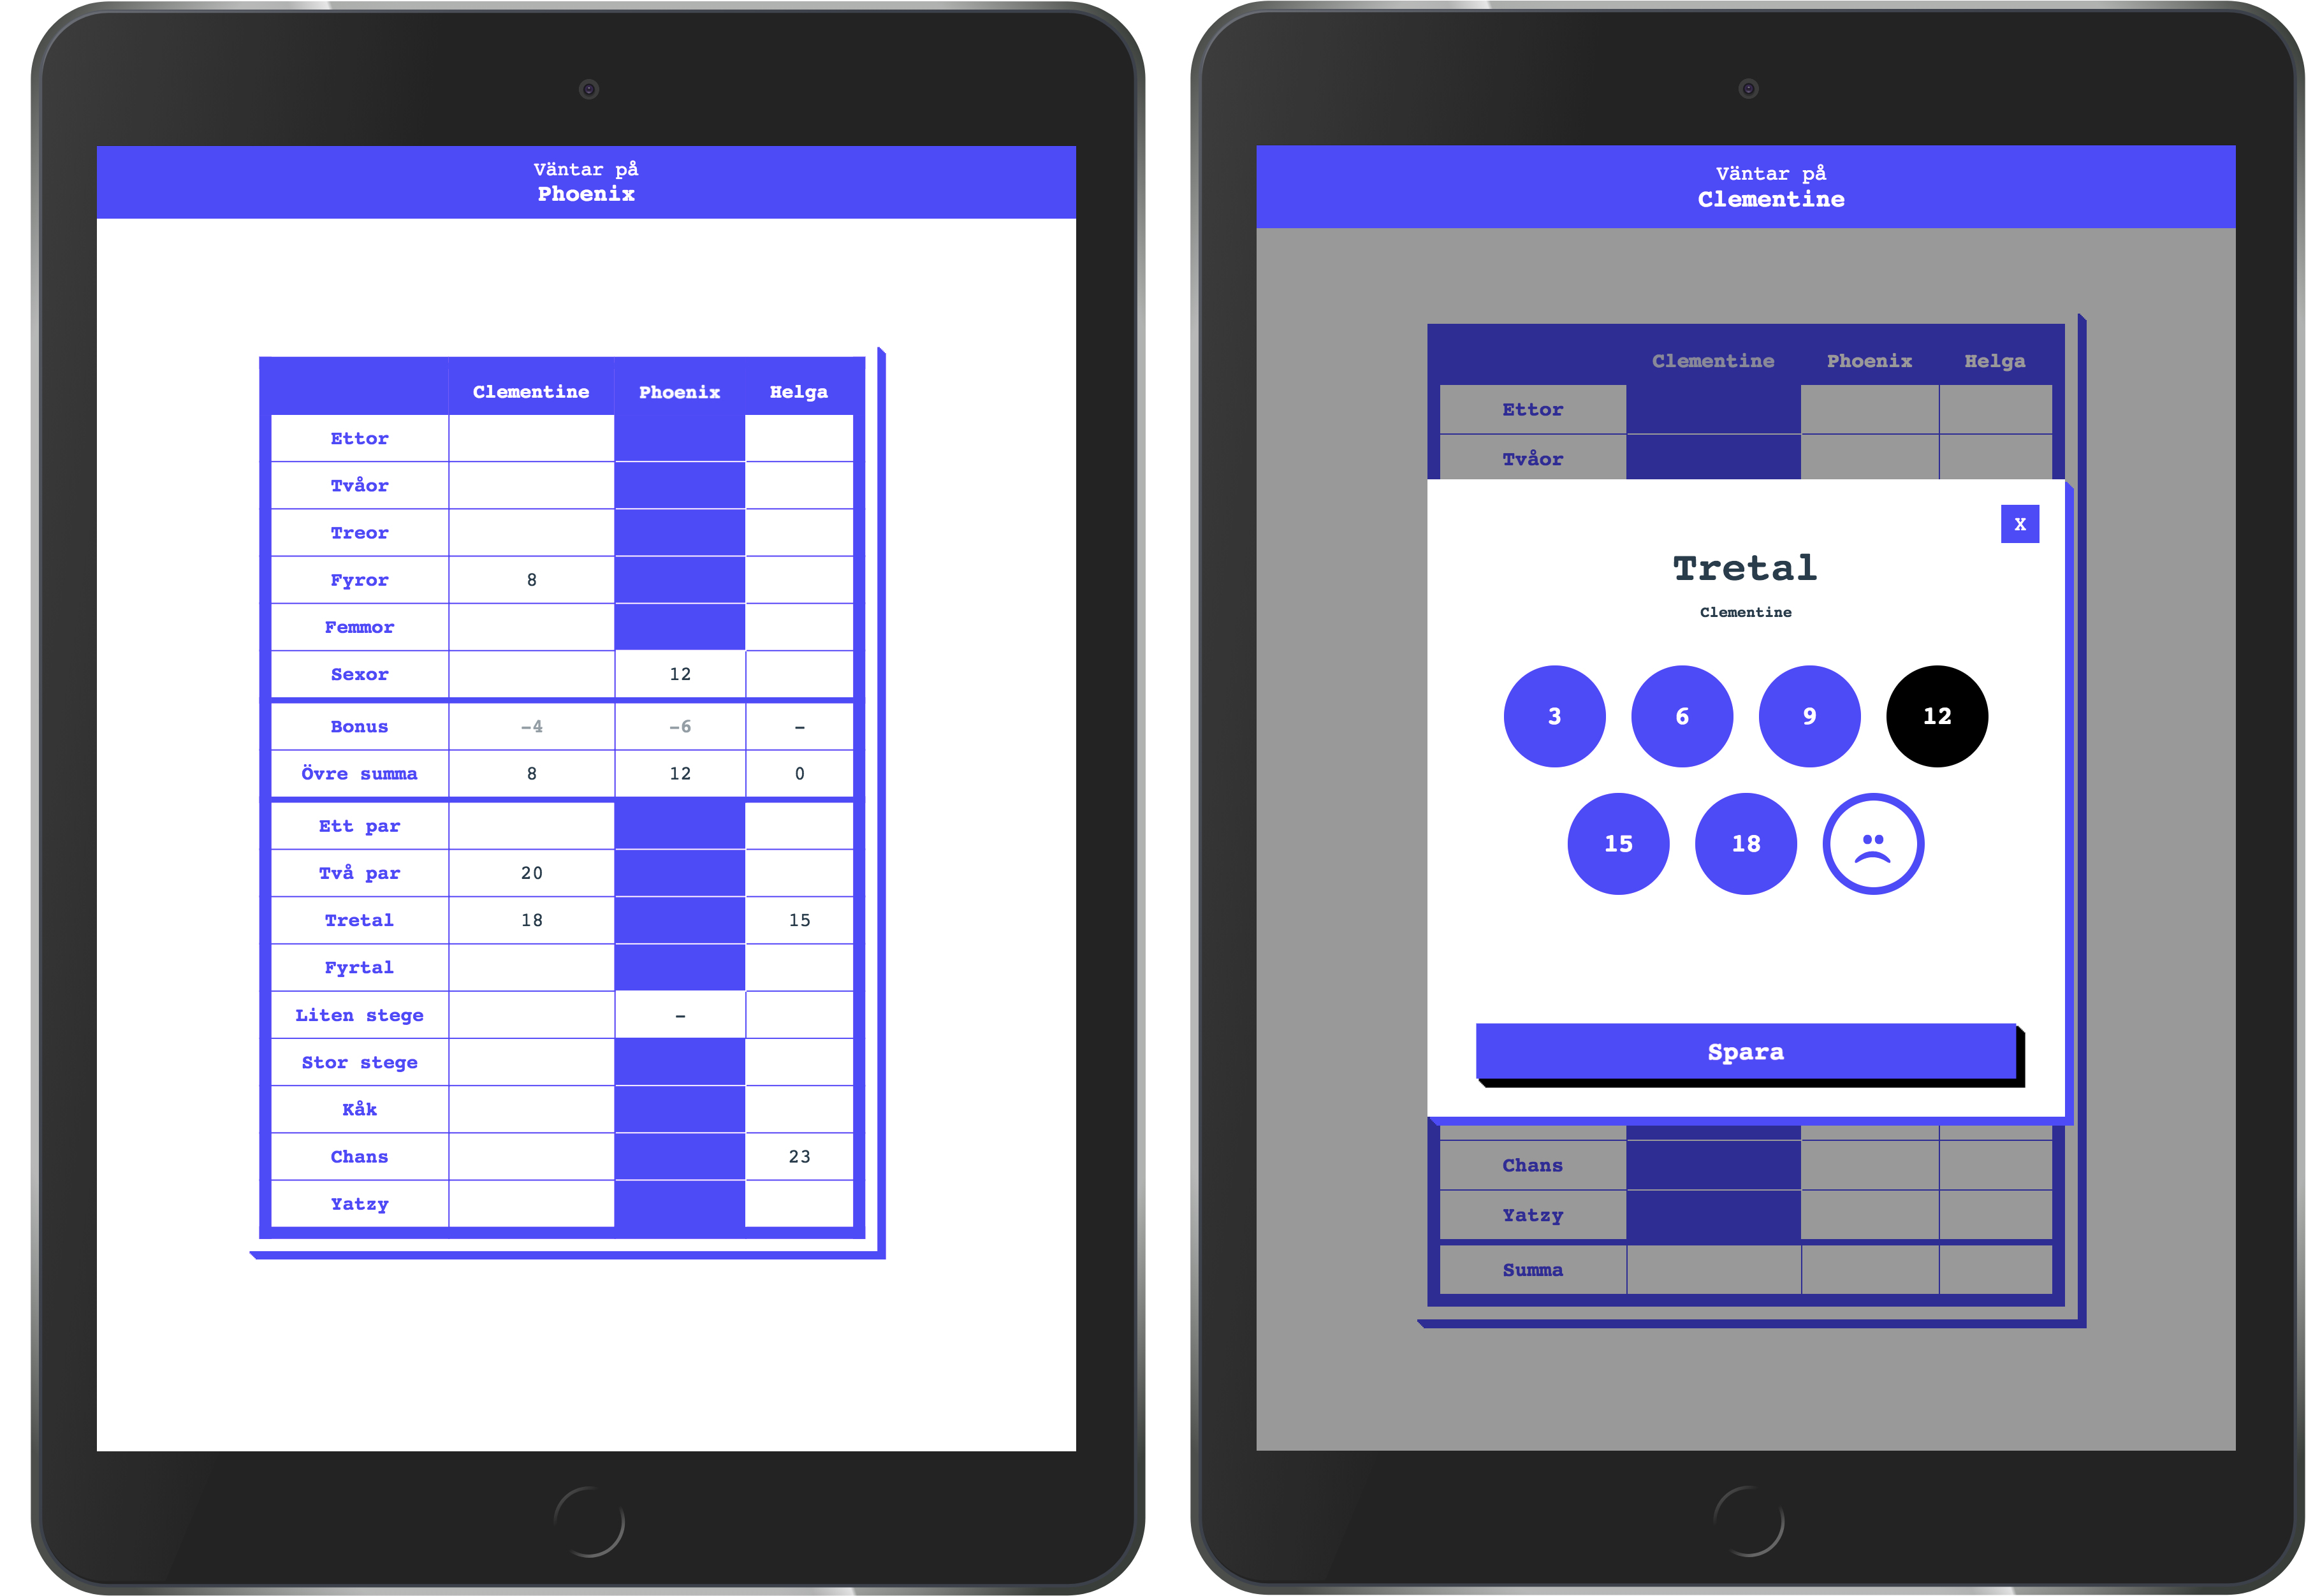 Väntar på
Phoenix
Clementine Phoenix Helga
Ettor
Tvåor
Treor
Fyror 8
Femmor
Sexor 12
Bonus -4 -6 -
Övre summa 8 12 0
Ett par
Två par 20
Tretal 18 15
Fyrtal
Liten stege -
Stor stege
Kåk
Chans 23
Yatzy
Väntar på
Clementine
Clementine Phoenix Helga
Ettor
Tvåor
X
Tretal
Clementine
3 6 9 12
15 18
Spara
Chans
Yatzy
Summa